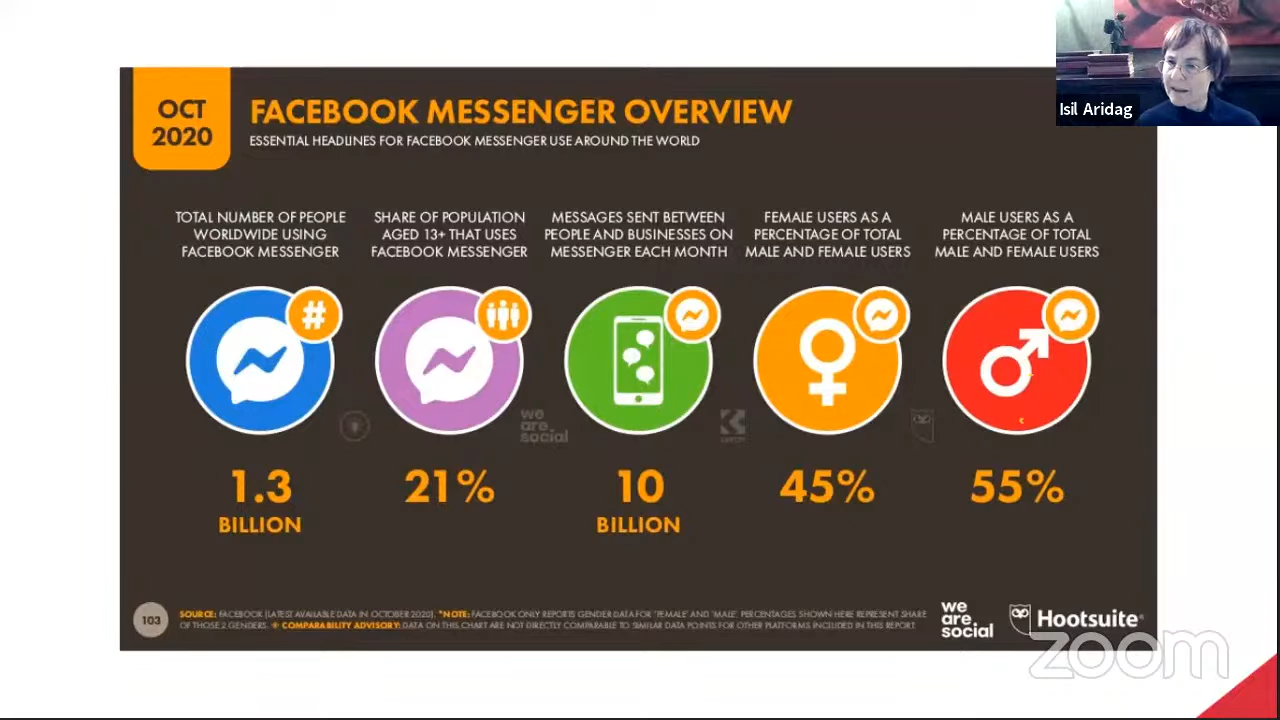 Isil Aridag
OCT
2020
FACEBOOK MESSENGER OVERVIEW
ESSENTIAL HEADLINES FOR FACEBOOK MESSENGER USE AROUND THE WORLD
TOTAL NUMBER OF PEOPLE
WORLDWIDE USING
FACEBOOK MESSENGER
#
1.3
BILLION
SHARE OF POPULATION
AGED 13+ THAT USES
FACEBOOK MESSENGER
21%
MESSAGES SENT BETWEEN
PEOPLE AND BUSINESSES ON
MESSENGER EACH MONTH
10
BILLION
FEMALE USERS AS A
PERCENTAGE OF TOTAL
MALE AND FEMALE USERS
45%
MALE USERS AS A
PERCENTAGE OF TOTAL
MALE AND FEMALE USERS
55%
we
are
social
103
SOURCE: FACEBOOK (LATEST AVAILABLE DATA IN OCTOBER 2020). *NOTE: FACEBOOK ONLY REPORTS GENDER DATA FOR 'FEMALE' AND 'MALE'. PERCENTAGES SHOWN HERE REPRESENT SHARE
OF THOSE 2 GENDERS. COMPARABILITY ADVISORY: DATA ON THIS CHART ARE NOT DIRECTLY COMPARABLE TO SIMILAR DATA POINTS FOR OTHER PLATFORMS INCLUDED IN THIS REPORT.
we
are
social
Hootsuite®
zoom